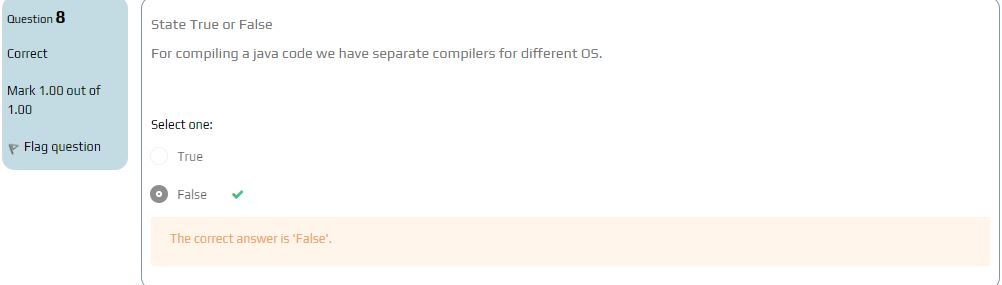 Question 8
Correct
Mark 1.00 out of
1.00
Flag question
State True or False
For compiling a java code we have separate compilers for different OS.
Select one:
True
False
The correct answer is 'False'.